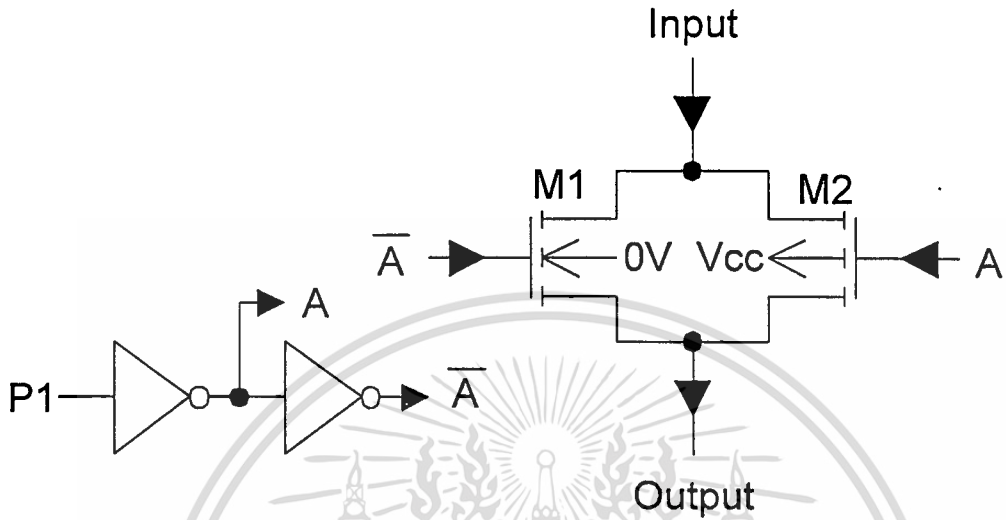 Input
M1 M2
A̅ 0V Vcc A
A
P1 A̅
Output